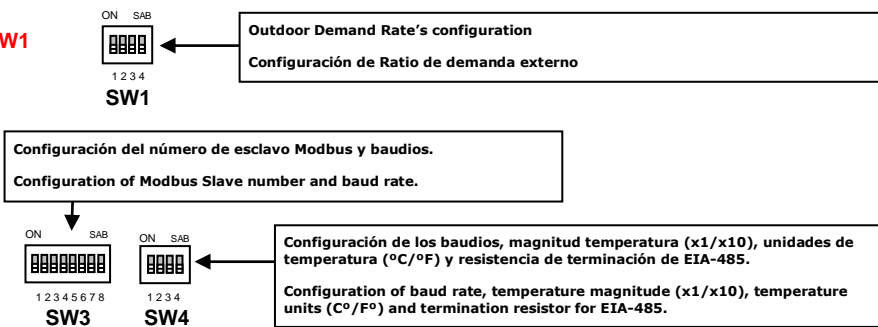 W1
ON SAB
1 2 3 4
SW1
Outdoor Demand Rate's configuration
Configuración de Ratio de demanda externo
Configuración del número de esclavo Modbus y baudios.
Configuration of Modbus Slave number and baud rate.
ON SAB
1 2 3 4 5 6 7 8
SW3
ON SAB
1 2 3 4
SW4
Configuración de los baudios, magnitud temperatura (x1/x10), unidades de
temperatura (ºC/ºF) y resistencia de terminación de EIA-485.
Configuration of baud rate, temperature magnitude (x1/x10), temperature
units (Cº/Fº) and termination resistor for EIA-485.